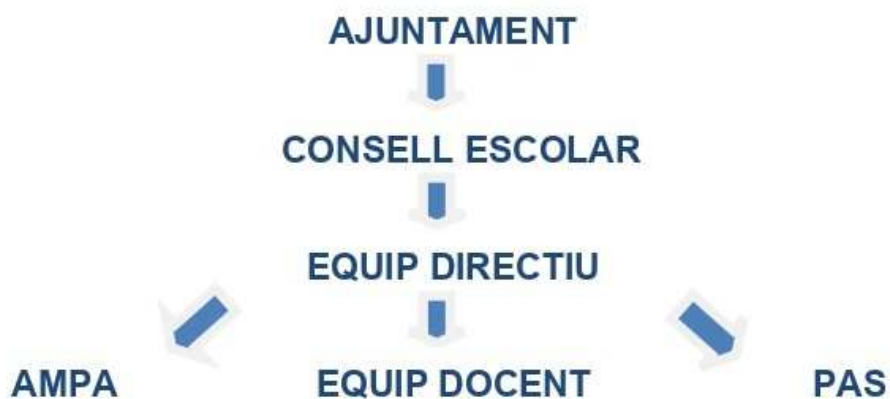 AJUNTAMENT
CONSELL ESCOLAR
EQUIP DIRECTIU
AMPA EQUIP DOCENT PAS